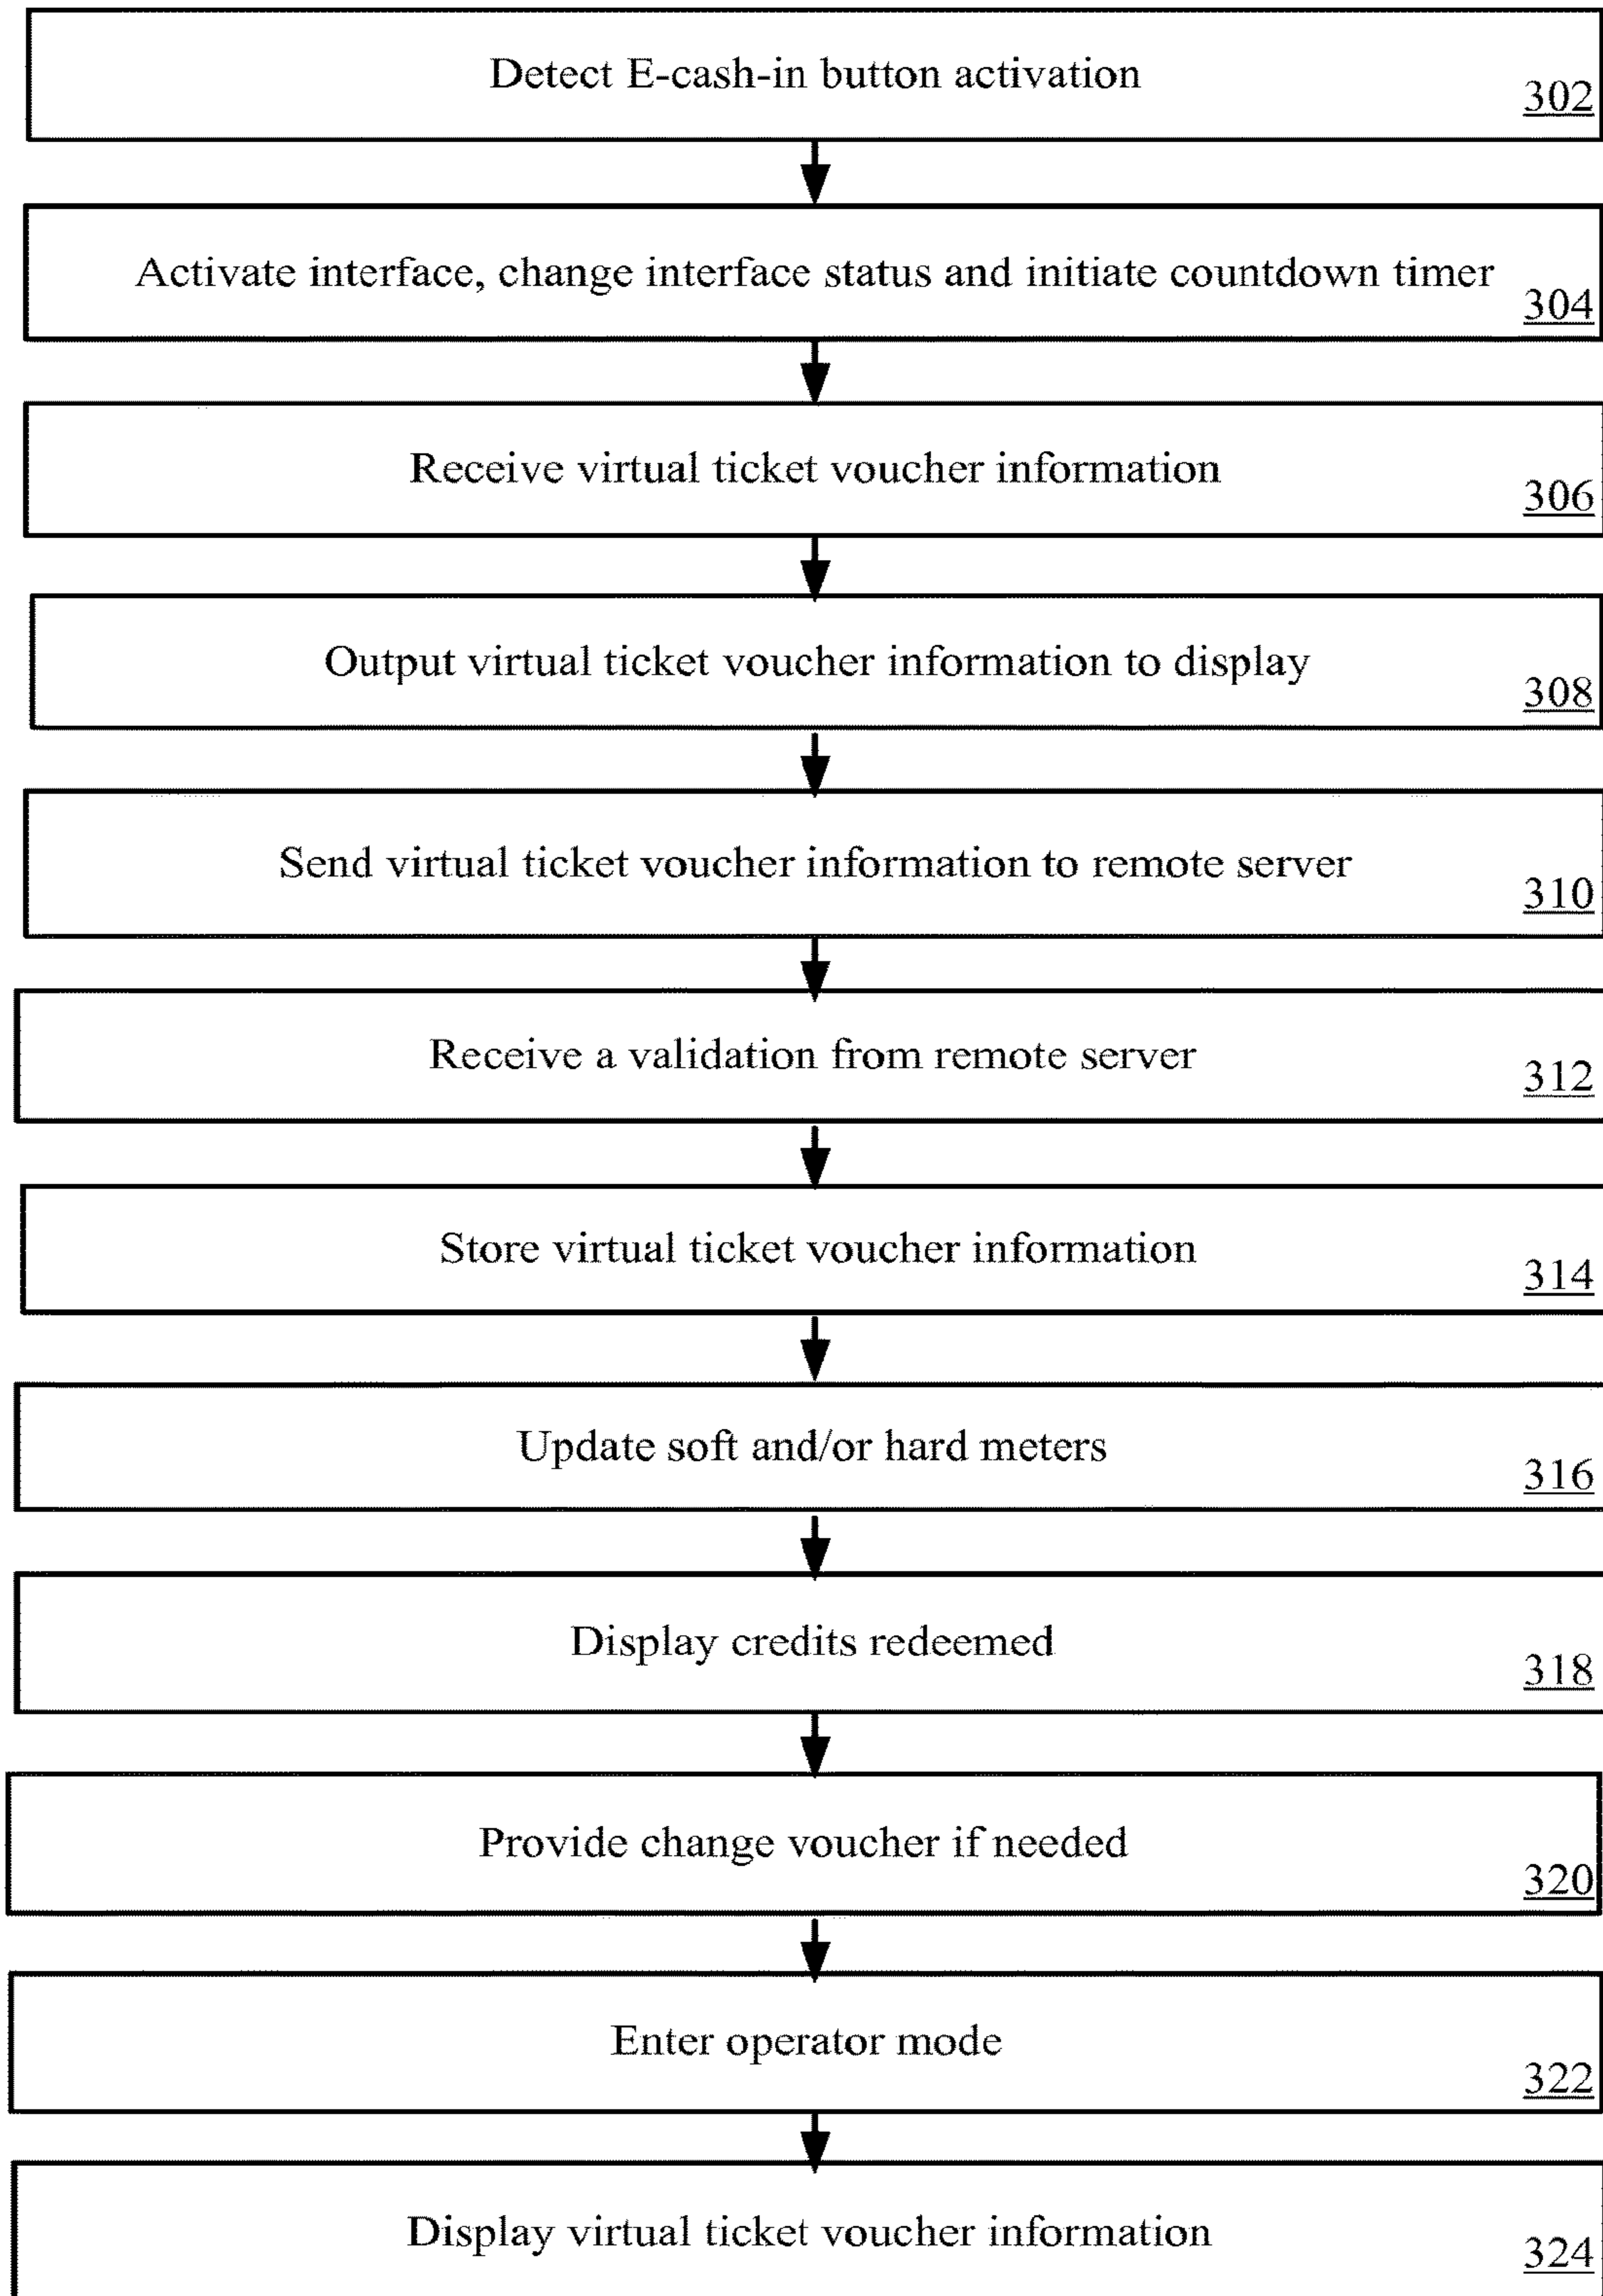 Detect E-cash-in button activation
302
Activate interface, change interface status and initiate countdown timer
304
Receive virtual ticket voucher information
306
Output virtual ticket voucher information to display
308
Send virtual ticket voucher information to remote server
310
Receive a validation from remote server
312
Store virtual ticket voucher information
314
Update soft and/or hard meters
316
Display credits redeemed
318
Provide change voucher if needed
320
Enter operator mode
322
Display virtual ticket voucher information
324